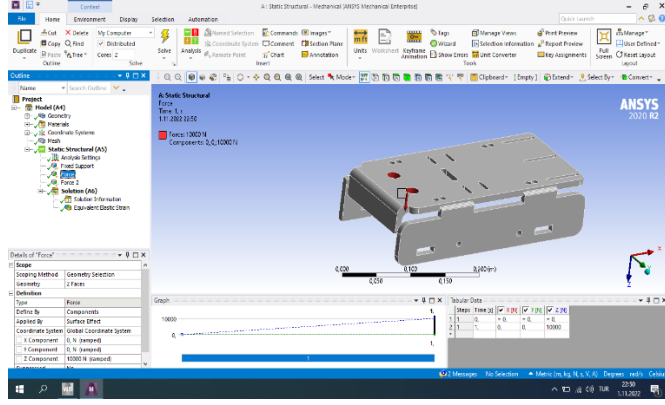 Context
A : Static Structural - Mechanical [ANSYS Mechanical Enterprise]
File Home Environment Display Selection Automation
Quick Launch
Duplicate
Cut
Copy
Paste
Delete
Find
Tree
Outline
My Computer
Distributed
Cores: 2
Solve
Solve
Analysis
Named Selection
Coordinate System
Remote Point
Commands
Comment
Chart
Images
Section Plane
Annotation
Insert
Units
Worksheet
Keyframe
Animation
Tags
Wizard
Show Errors
Manage Views
Selection Information
Unit Converter
Print Preview
Report Preview
Key Assignments
Tools
Full
Screen
Manage
User Defined
Reset Layout
Layout
Outline
Name Search Outline
Select Mode
Clipboard [Empty] Extend Select By Convert
Project
Model (A4)
Geometry
Materials
Coordinate Systems
Mesh
Static Structural (A5)
Analysis Settings
Fixed Support
Force
Force 2
Solution (A6)
Solution Information
Equivalent Elastic Strain
A: Static Structural
Force
Time: 1, s
1.11.2022 22:50
Force: 10000 N
Components: 0,;0,;10000 N
ANSYS
2020 R2
0,000 0,100 0,200 (m)
0,050 0,150
X
Z
Details of "Force"
Scope
Scoping Method Geometry Selection
Geometry 2 Faces
Definition
Type Force
Define By Components
Applied By Surface Effect
Coordinate System Global Coordinate System
X Component 0, N (ramped)
Y Component 0, N (ramped)
Z Component 10000 N (ramped)
Suppressed No
Graph
1,
10000
0,
1,
1
Tabular Data
Steps Time [s] X [N] Y [N] Z [N]
1 1 0, = 0, = 0, = 0,
2 1 1, 0, 0, 10000
*
2 Messages No Selection Metric (m, kg, N, s, V, A) Degrees rad/s Celsius
TUR
22:50
1.11.2022